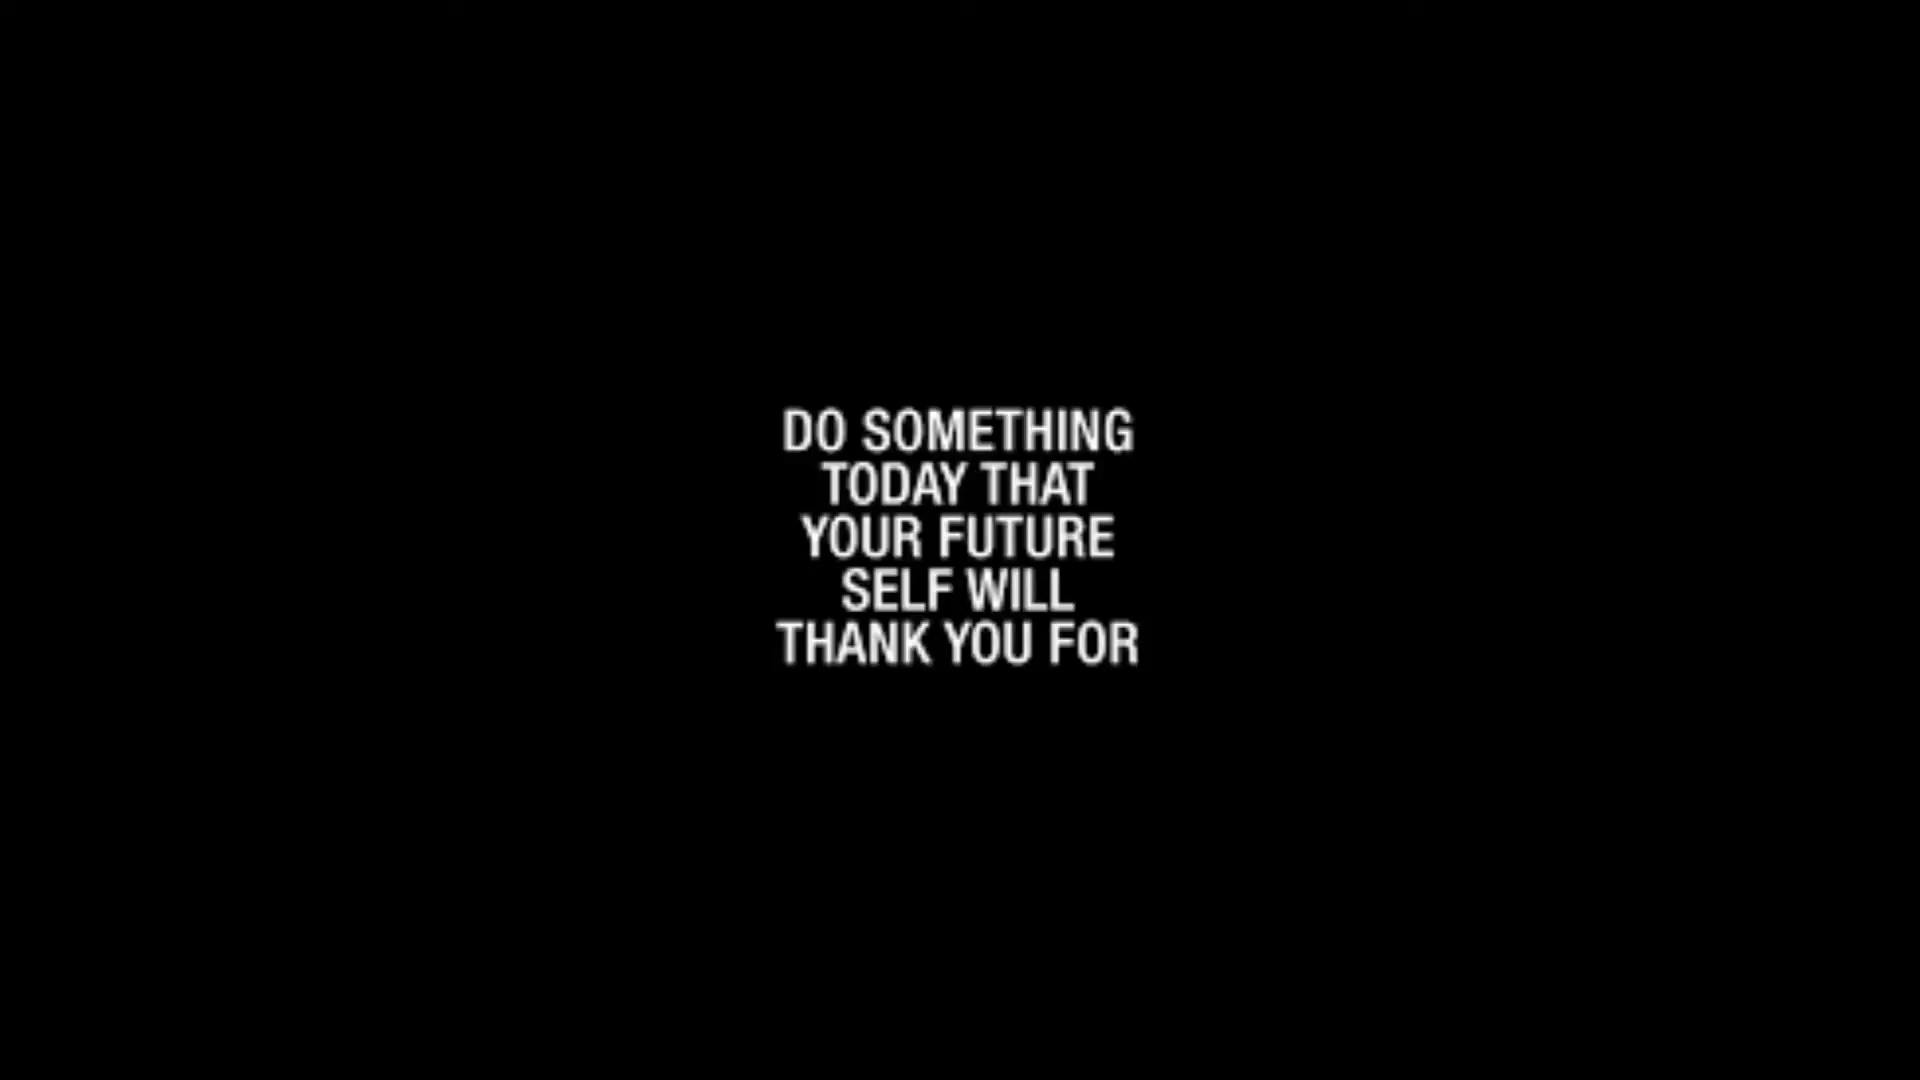 DO SOMETHING
TODAY THAT
YOUR FUTURE
SELF WILL
THANK YOU FOR